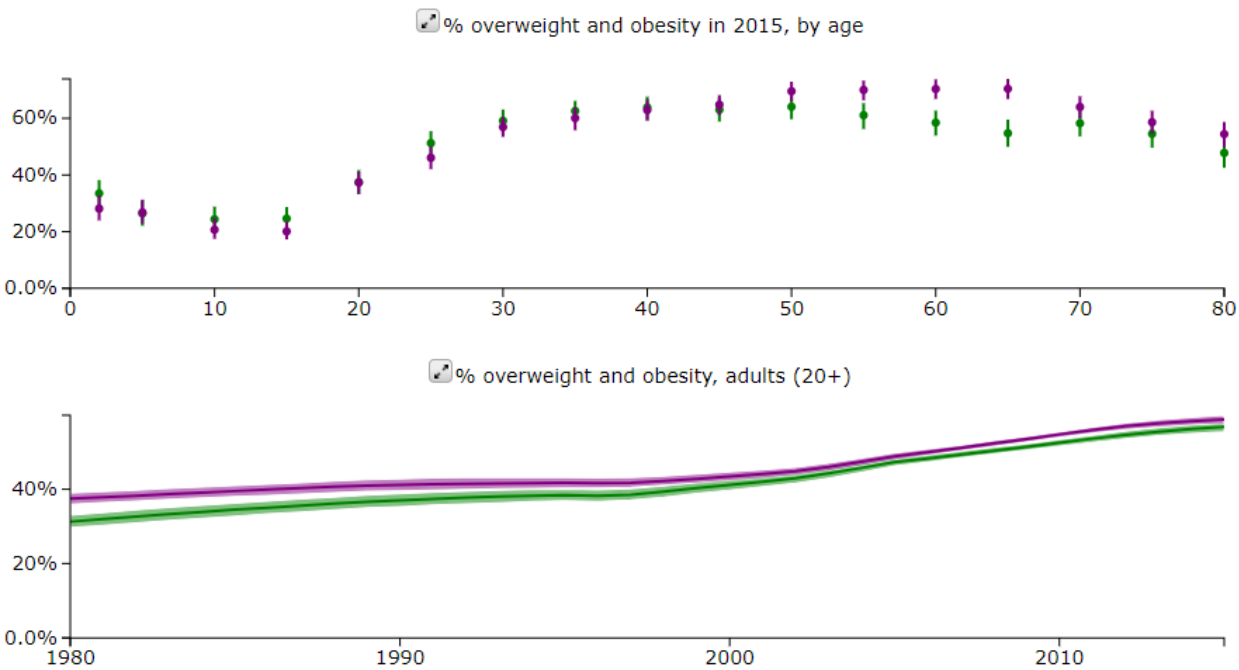 % overweight and obesity in 2015, by age
60%
40%
20%
0.0%
0 10 20 30 40 50 60 70 80
% overweight and obesity, adults (20+)
40%
20%
0.0%
1980 1990 2000 2010